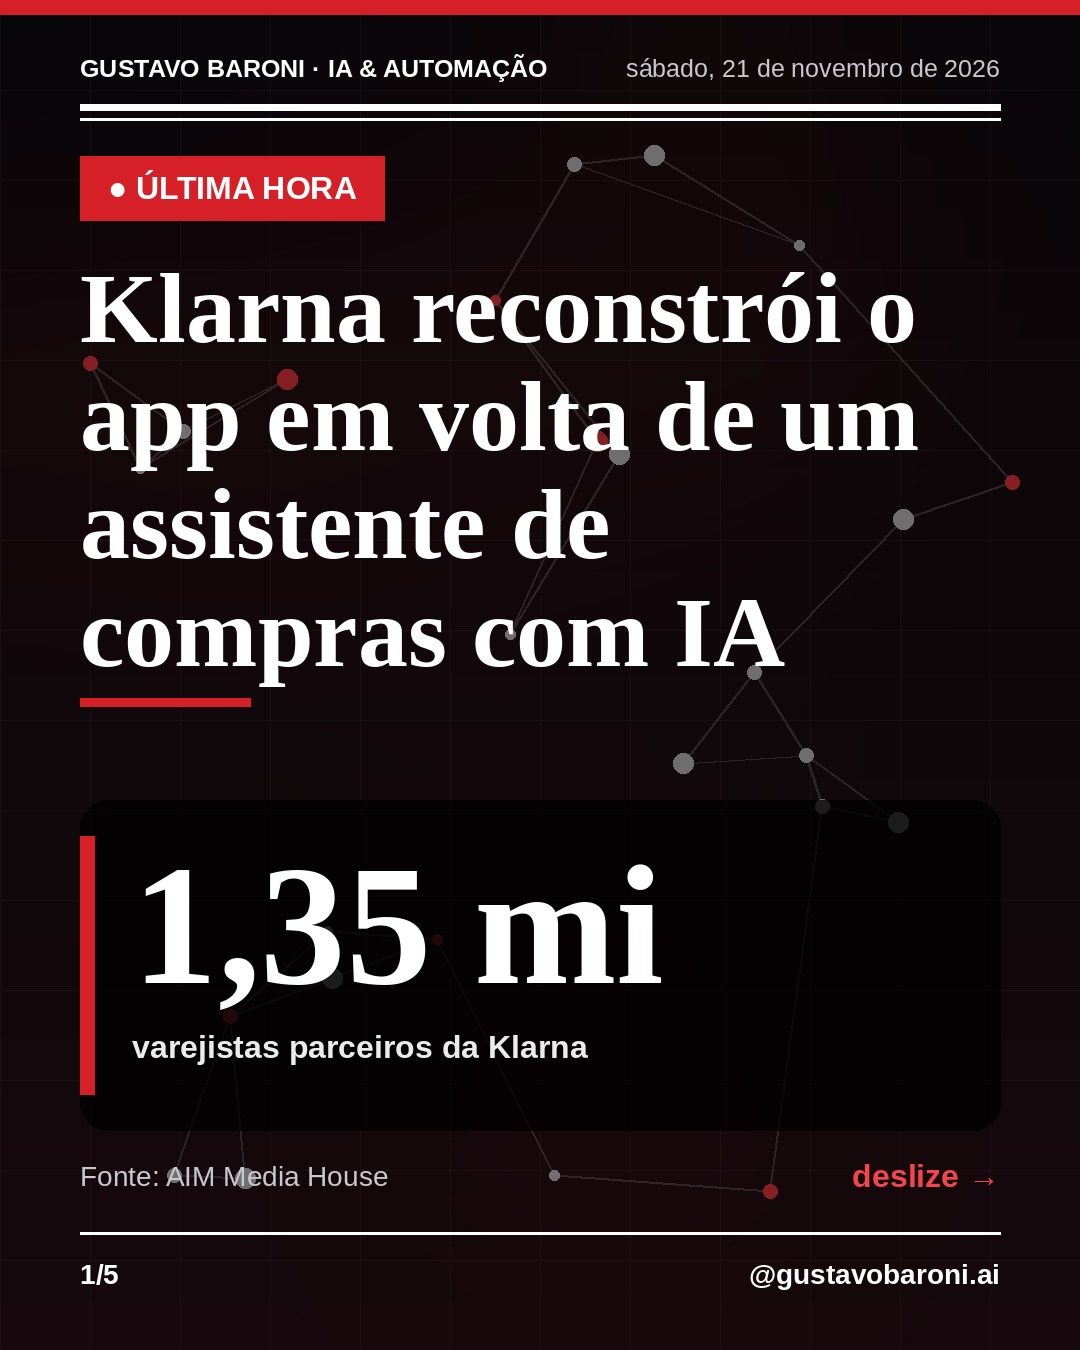 GUSTAVO BARONI · IA & AUTOMAÇÃO
sábado, 21 de novembro de 2026
● ÚLTIMA HORA
Klarna reconstrói o
app em volta de um
assistente de
compras com IA
1,35 mi
varejistas parceiros da Klarna
Fonte: AIM Media House
deslize →
1/5
@gustavobaroni.ai